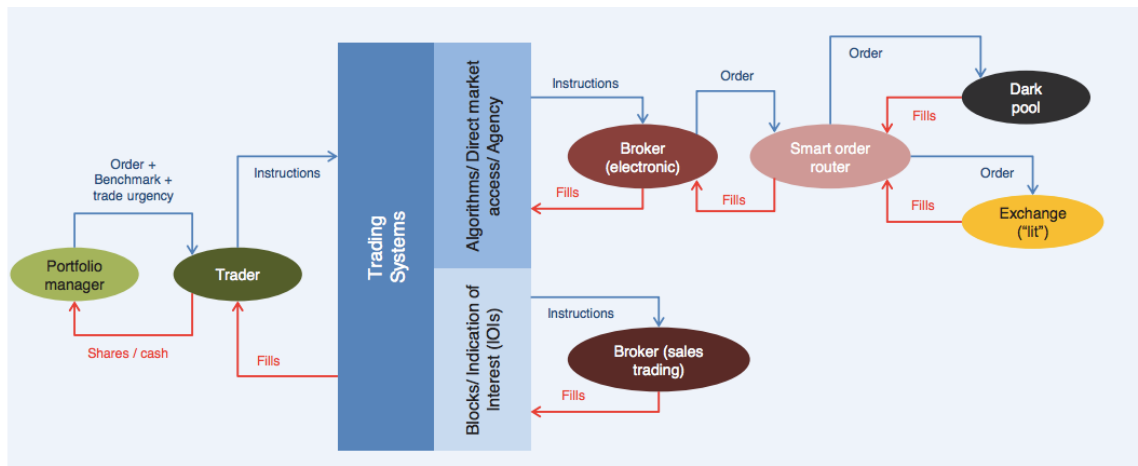 Order +
Benchmark +
trade urgency
Portfolio
manager
Shares / cash
Instructions
Trader
Fills
Trading
Systems
Algorithms/ Direct market
access/ Agency
Blocks/ Indication of
Interest (IOIs)
Instructions
Broker
(electronic)
Fills
Order
Fills
Smart order
router
Order
Dark
pool
Fills
Order
Fills
Exchange
(“lit”)
Instructions
Broker (sales
trading)
Fills